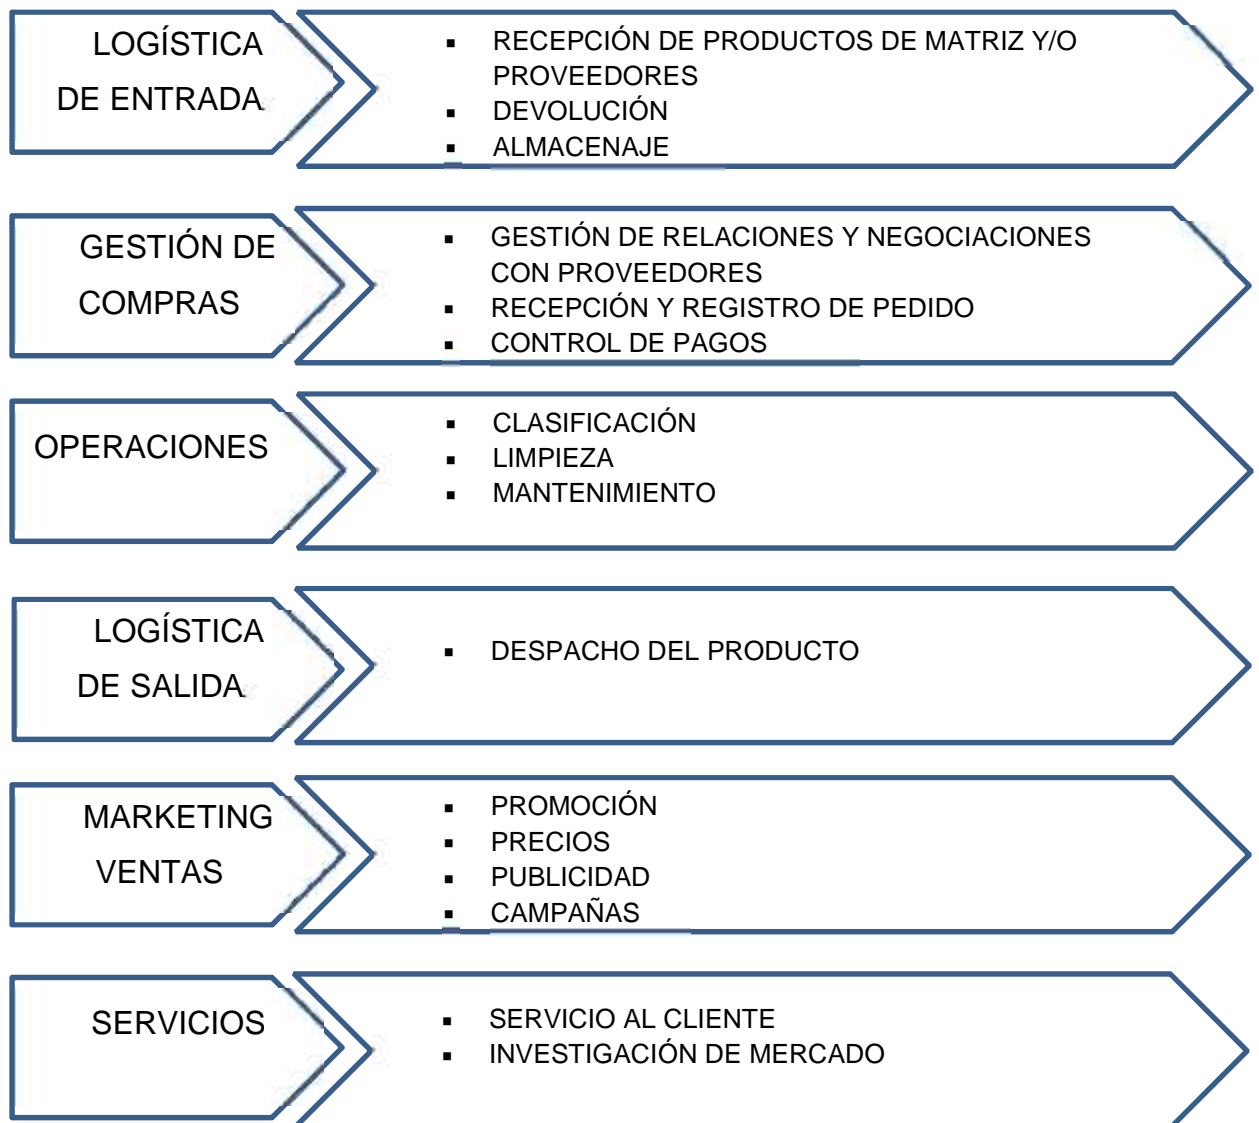 LOGÍSTICA
DE ENTRADA
▪ RECEPCIÓN DE PRODUCTOS DE MATRIZ Y/O
PROVEEDORES
▪ DEVOLUCIÓN
▪ ALMACENAJE
GESTIÓN DE
COMPRAS
▪ GESTIÓN DE RELACIONES Y NEGOCIACIONES
CON PROVEEDORES
▪ RECEPCIÓN Y REGISTRO DE PEDIDO
▪ CONTROL DE PAGOS
OPERACIONES
▪ CLASIFICACIÓN
▪ LIMPIEZA
▪ MANTENIMIENTO
LOGÍSTICA
DE SALIDA
▪ DESPACHO DEL PRODUCTO
MARKETING
VENTAS
▪ PROMOCIÓN
▪ PRECIOS
▪ PUBLICIDAD
▪ CAMPAÑAS
SERVICIOS
▪ SERVICIO AL CLIENTE
▪ INVESTIGACIÓN DE MERCADO